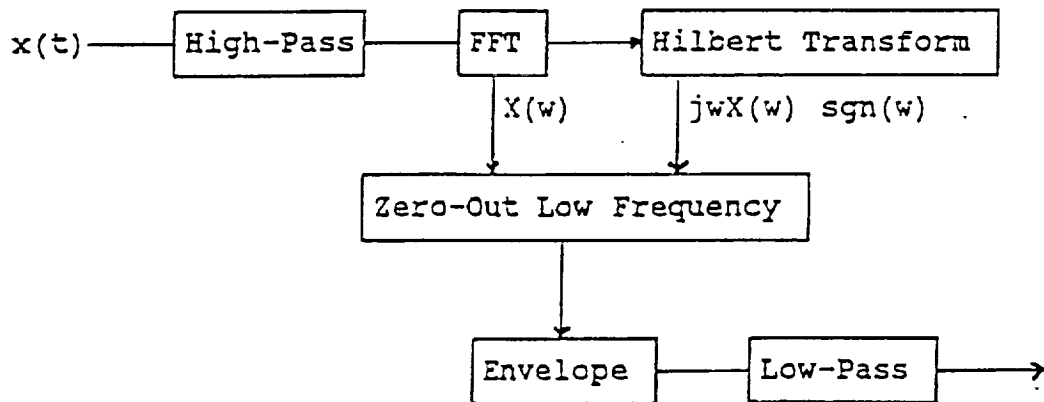 x(t) High-Pass FFT Hilbert Transform
X(w) jwX(w) sgn(w)
Zero-Out Low Frequency
Envelope Low-Pass